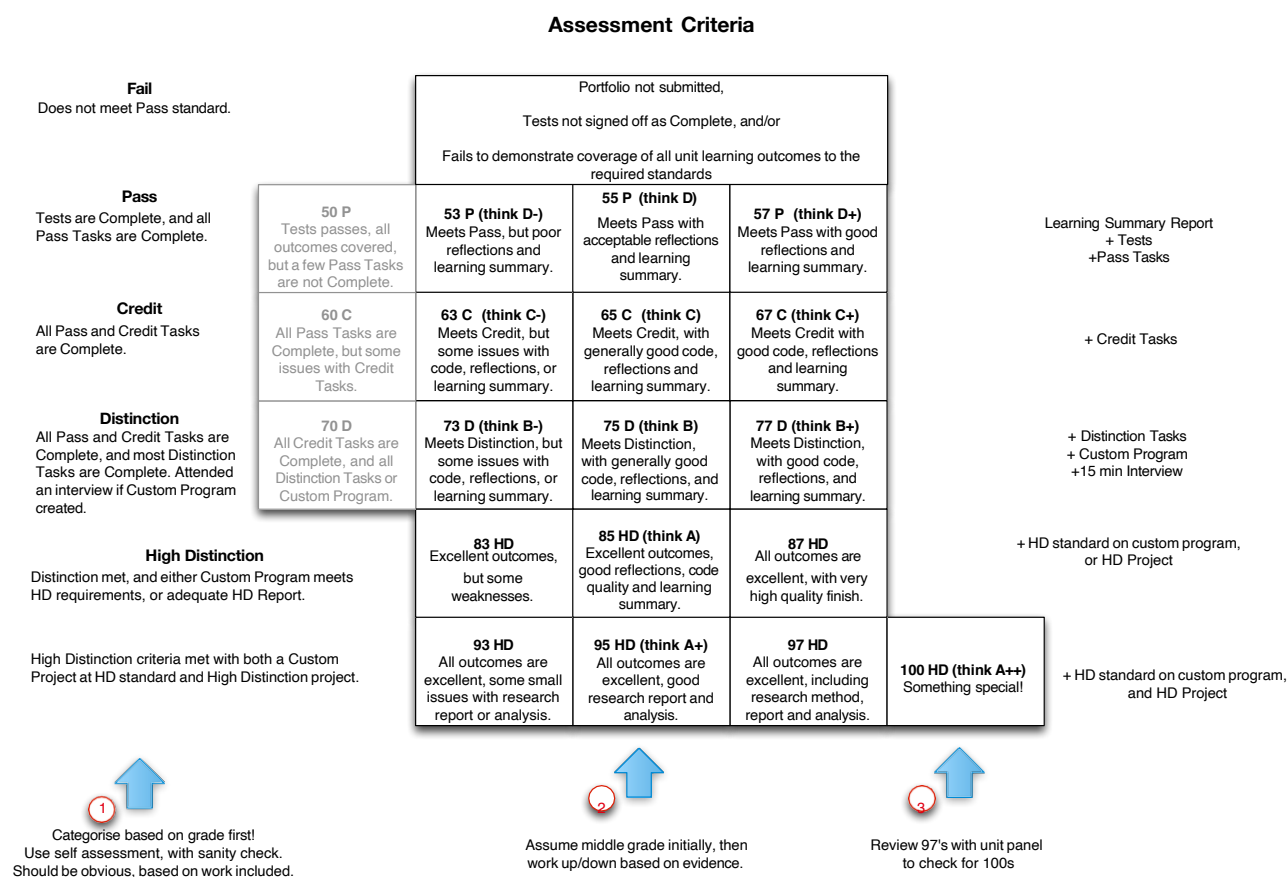 Assessment Criteria
Fail
Does not meet Pass standard.
Portfolio not submitted,
Tests not signed off as Complete, and/or
Fails to demonstrate coverage of all unit learning outcomes to the
required standards
Pass
Tests are Complete, and all
Pass Tasks are Complete.
50 P
Tests passes, all
outcomes covered,
but a few Pass Tasks
are not Complete.
53 P (think D-)
Meets Pass, but poor
reflections and
learning summary.
55 P (think D)
Meets Pass with
acceptable reflections
and learning
summary.
57 P (think D+)
Meets Pass with good
reflections and
learning summary.
Learning Summary Report
+ Tests
+Pass Tasks
Credit
All Pass and Credit Tasks
are Complete.
60 C
All Pass Tasks are
Complete, but some
issues with Credit
Tasks.
63 C (think C-)
Meets Credit, but
some issues with
code, reflections, or
learning summary.
65 C (think C)
Meets Credit, with
generally good code,
reflections and
learning summary.
67 C (think C+)
Meets Credit with
good code, reflections
and learning
summary.
+ Credit Tasks
Distinction
All Pass and Credit Tasks are
Complete, and most Distinction
Tasks are Complete. Attended
an interview if Custom Program
created.
70 D
All Credit Tasks are
Complete, and all
Distinction Tasks or
Custom Program.
73 D (think B-)
Meets Distinction, but
some issues with
code, reflections, or
learning summary.
75 D (think B)
Meets Distinction,
with generally good
code, reflections, and
learning summary.
77 D (think B+)
Meets Distinction,
with good code,
reflections, and
learning summary.
+ Distinction Tasks
+ Custom Program
+15 min Interview
High Distinction
Distinction met, and either Custom Program meets
HD requirements, or adequate HD Report.
83 HD
Excellent outcomes,
but some
weaknesses.
85 HD (think A)
Excellent outcomes,
good reflections, code
quality and learning
summary.
87 HD
All outcomes are
excellent, with very
high quality finish.
+ HD standard on custom program,
or HD Project
High Distinction criteria met with both a Custom
Project at HD standard and High Distinction project.
93 HD
All outcomes are
excellent, some small
issues with research
report or analysis.
95 HD (think A+)
All outcomes are
excellent, good
research report and
analysis.
97 HD
All outcomes are
excellent, including
research method,
report and analysis.
100 HD (think A++)
Something special!
+ HD standard on custom program,
and HD Project
1
Categorise based on grade first!
Use self assessment, with sanity check.
Should be obvious, based on work included.
2
Assume middle grade initially, then
work up/down based on evidence.
3
Review 97's with unit panel
to check for 100s